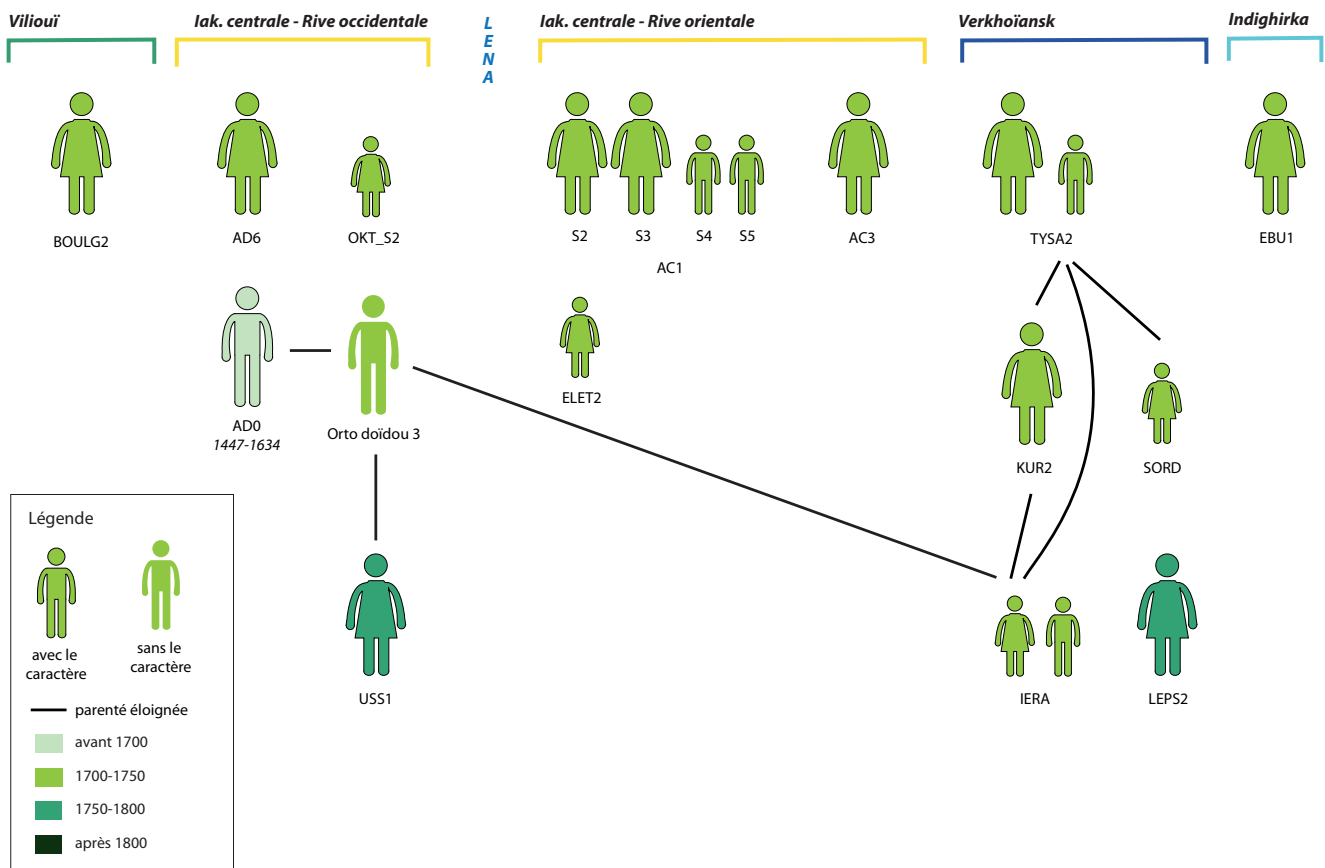 Viliouï
Iak. centrale - Rive occidentale
L
E
N
A
Iak. centrale - Rive orientale
Verkhoïansk
Indighirka
BOULG2
AD6
OKT_S2
S2
S3
S4
S5
AC1
AC3
TYSA2
EBU1
AD0
1447-1634
Orto doïdou 3
ELET2
KUR2
SORD
USS1
IERA
LEPS2
Légende
avec le
caractère
sans le
caractère
parenté éloignée
avant 1700
1700-1750
1750-1800
après 1800